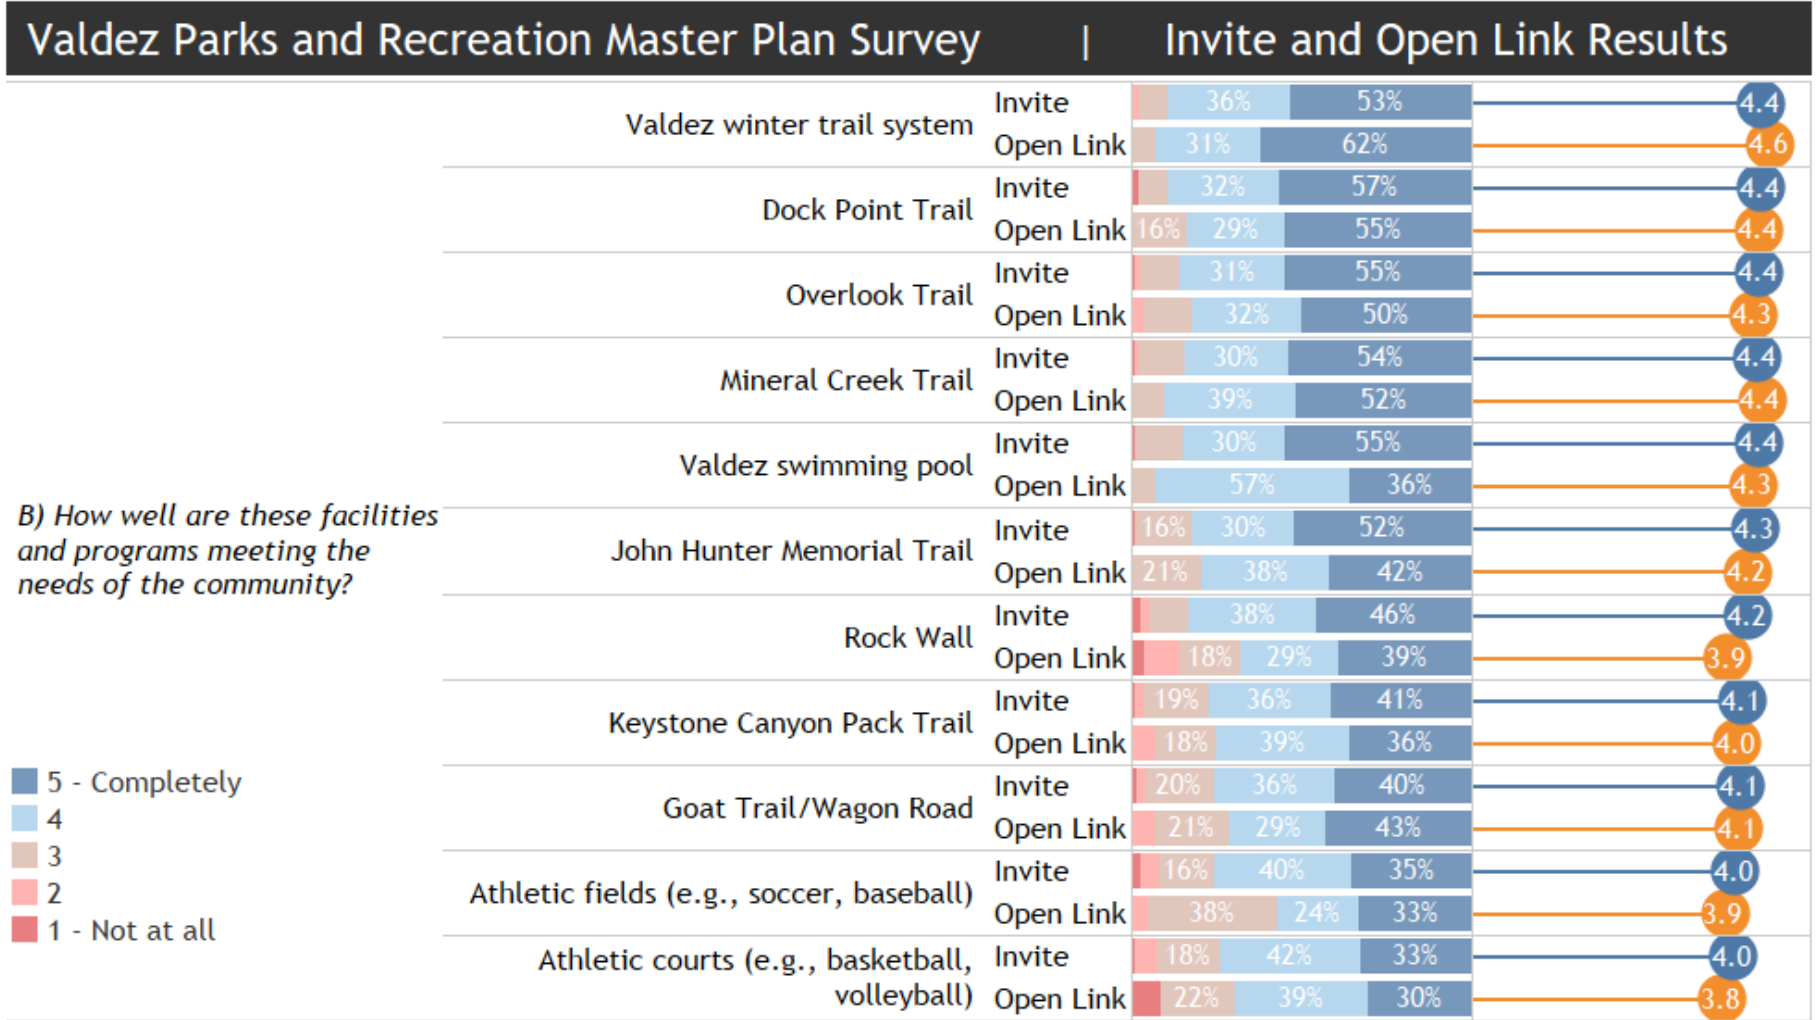 Valdez Parks and Recreation Master Plan Survey | Invite and Open Link Results
Valdez winter trail system
Invite 36% 53% 4.4
Open Link 31% 62% 4.6
Dock Point Trail
Invite 32% 57% 4.4
Open Link 16% 29% 55% 4.4
Overlook Trail
Invite 31% 55% 4.4
Open Link 32% 50% 4.3
Mineral Creek Trail
Invite 30% 54% 4.4
Open Link 39% 52% 4.4
Valdez swimming pool
Invite 30% 55% 4.4
Open Link 57% 36% 4.3
B) How well are these facilities
and programs meeting the
needs of the community?
John Hunter Memorial Trail
Invite 16% 30% 52% 4.3
Open Link 21% 38% 42% 4.2
Rock Wall
Invite 38% 46% 4.2
Open Link 18% 29% 39% 3.9
Keystone Canyon Pack Trail
Invite 19% 36% 41% 4.1
Open Link 18% 39% 36% 4.0
Goat Trail/Wagon Road
Invite 20% 36% 40% 4.1
Open Link 21% 29% 43% 4.1
Athletic fields (e.g., soccer, baseball)
Invite 16% 40% 35% 4.0
Open Link 38% 24% 33% 3.9
Athletic courts (e.g., basketball,
volleyball)
Invite 18% 42% 33% 4.0
Open Link 22% 39% 30% 3.8
5 - Completely
4
3
2
1 - Not at all